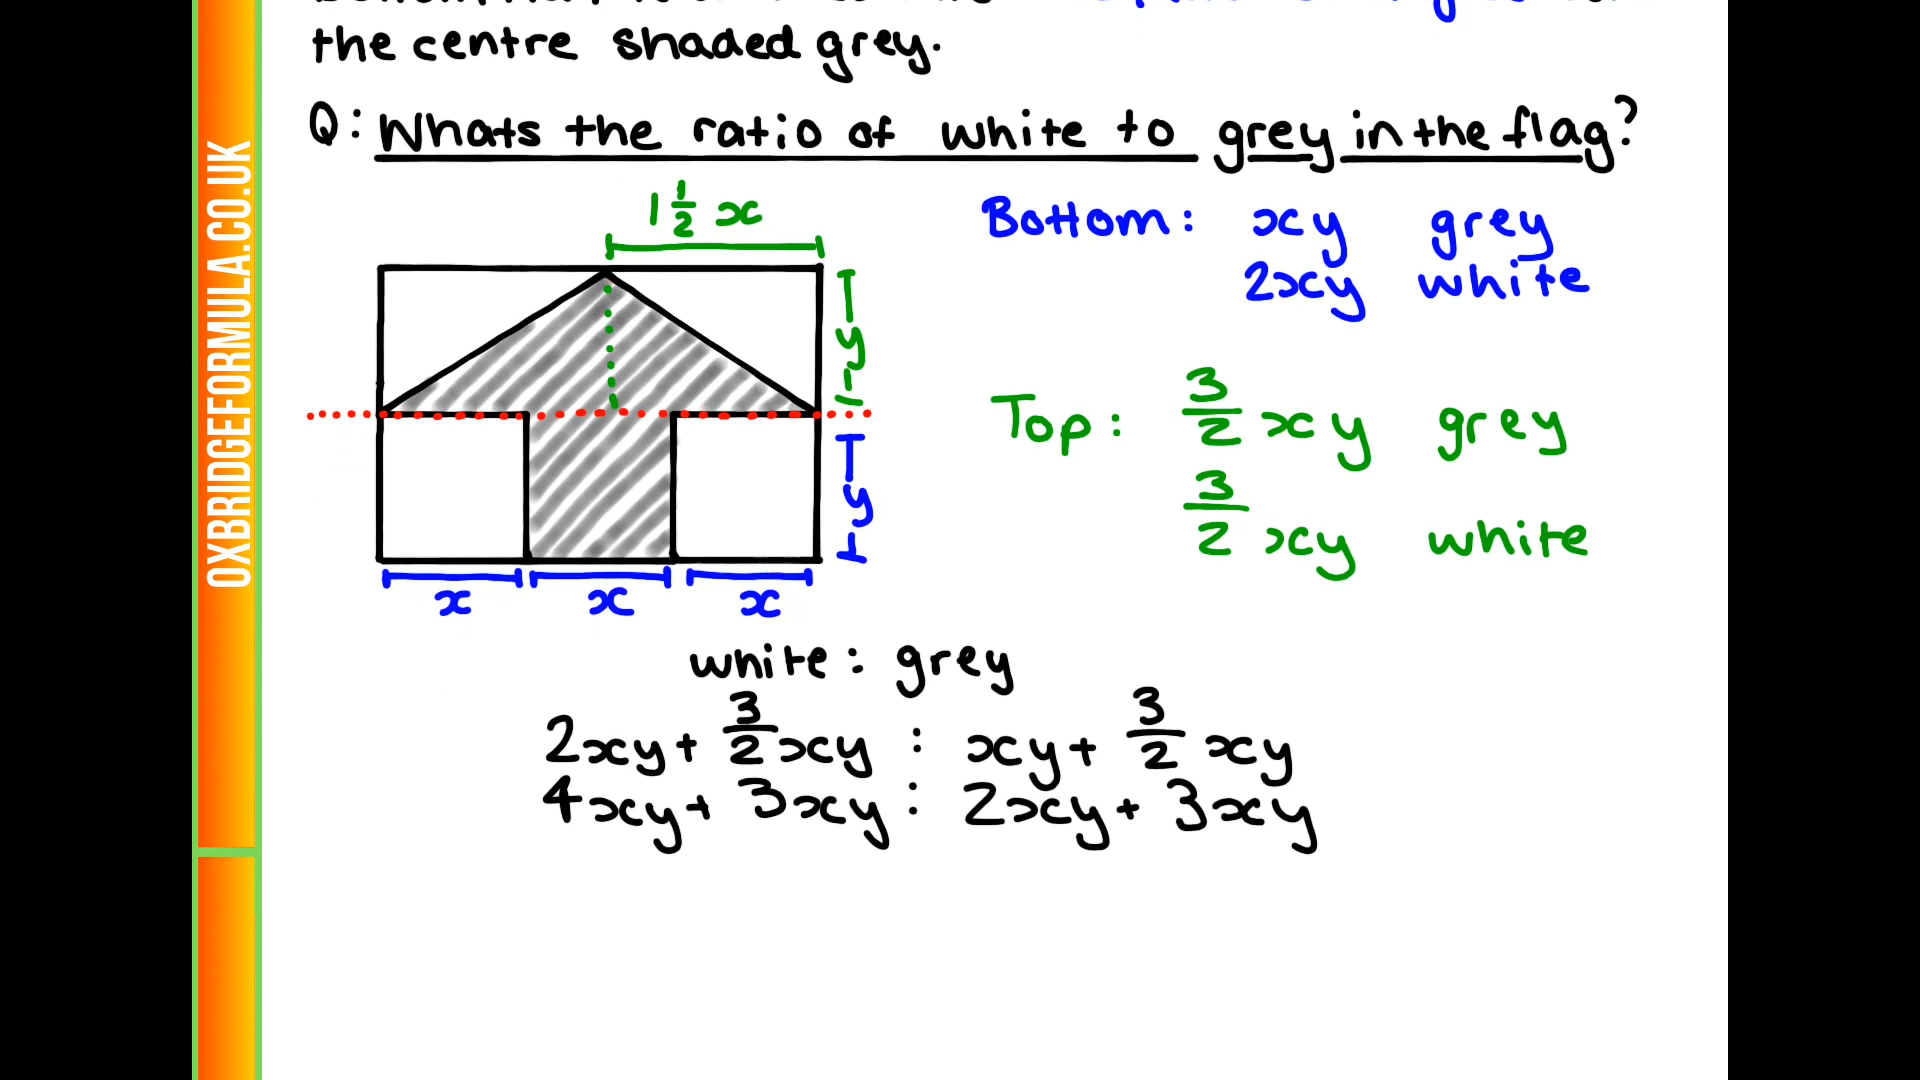 the centre shaded grey.
Q: Whats the ratio of white to grey in the flag?
1 1/2 x
Bottom: xy grey
2xy white
y
Top: 3/2 xy grey
3/2 xy white
y
x x x
white: grey
2xy+ 3/2 xy : xy+ 3/2 xy
4xy+ 3xy: 2xy+ 3xy
OXBRIDGEFORMULA.CO.UK